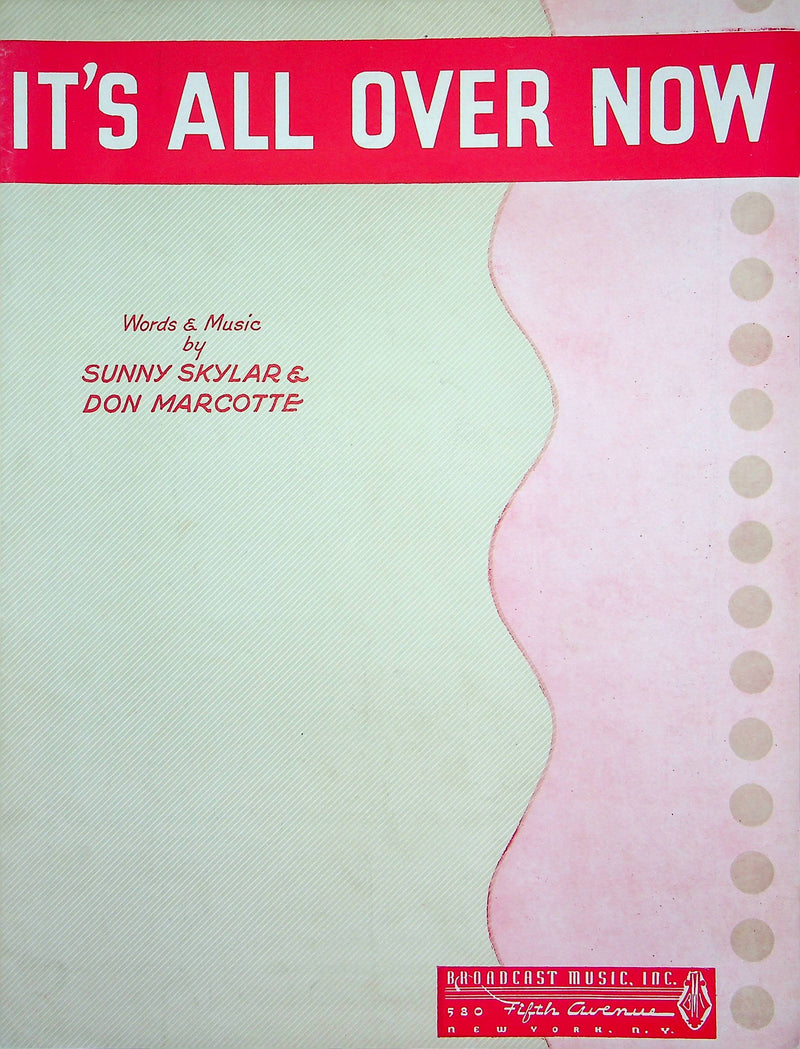 IT'S ALL OVER NOW
Words & Music
by
SUNNY SKYLAR &
DON MARCOTTE
BROADCAST MUSIC, INC.
580 Fifth Avenue
NEW YORK, N.Y.